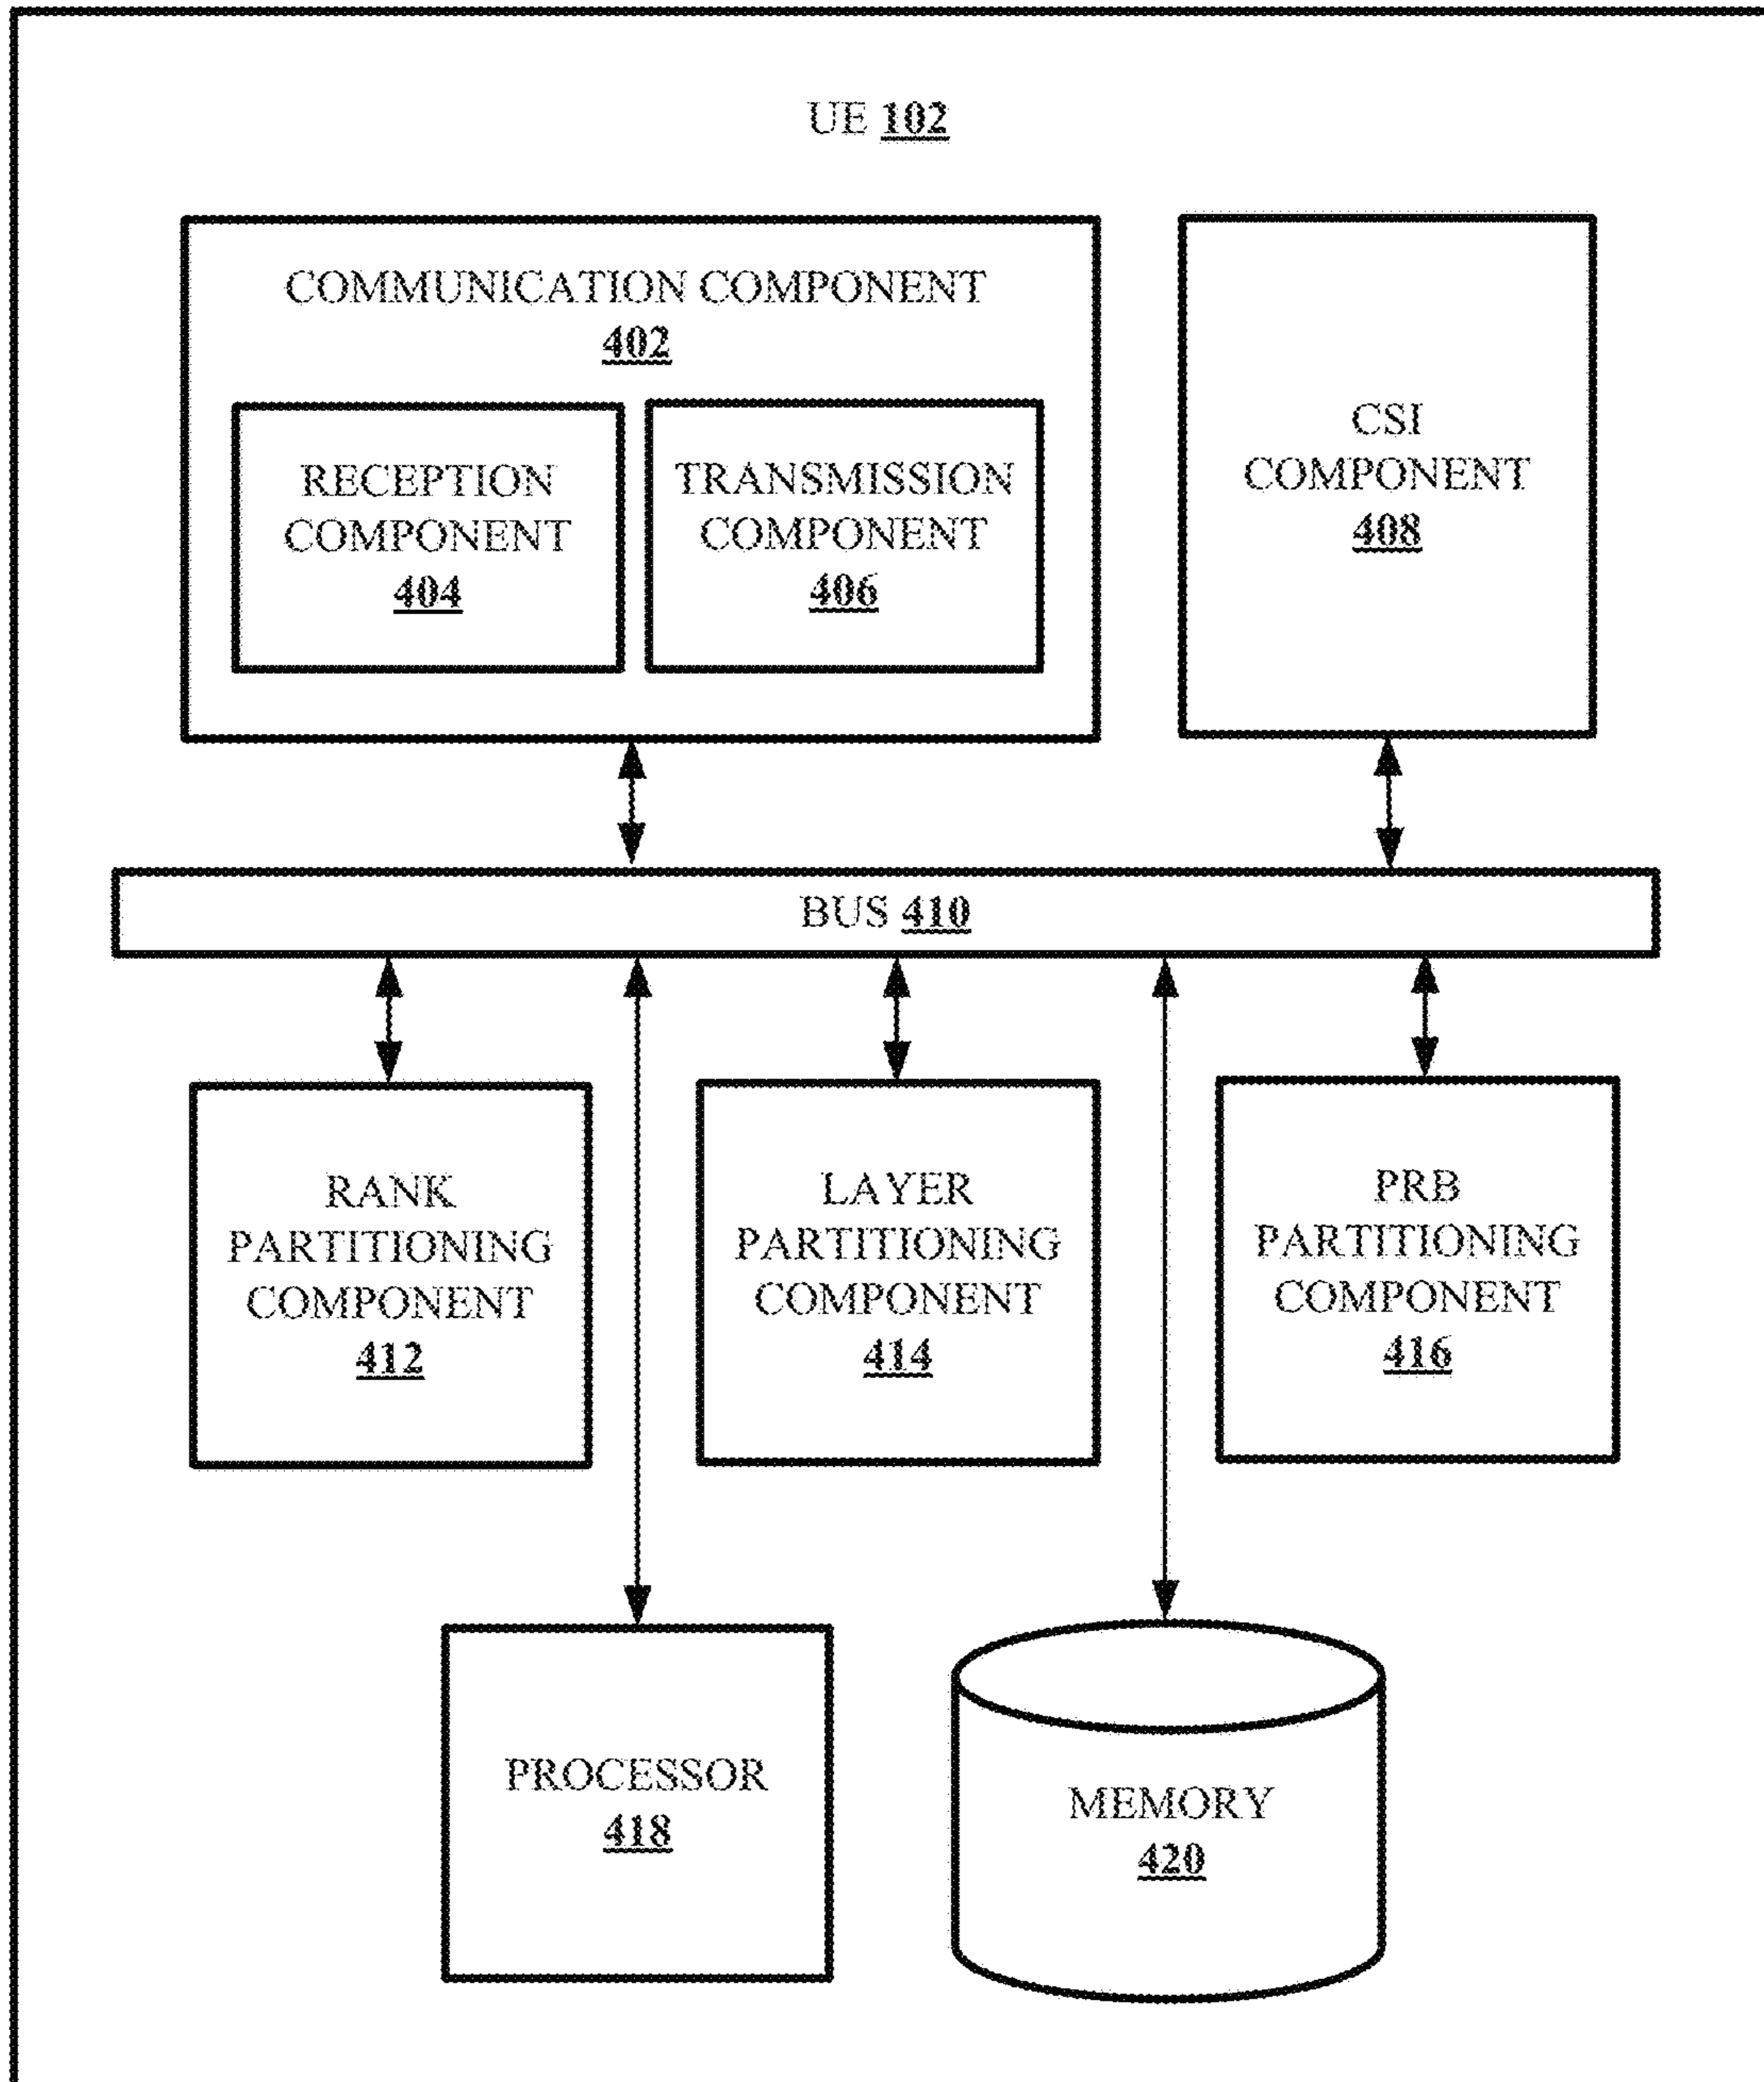 UE 102
COMMUNICATION COMPONENT
402
RECEPTION
COMPONENT
404
TRANSMISSION
COMPONENT
406
CSI
COMPONENT
408
BUS 410
RANK
PARTITIONING
COMPONENT
412
LAYER
PARTITIONING
COMPONENT
414
PRB
PARTITIONING
COMPONENT
416
PROCESSOR
418
MEMORY
420